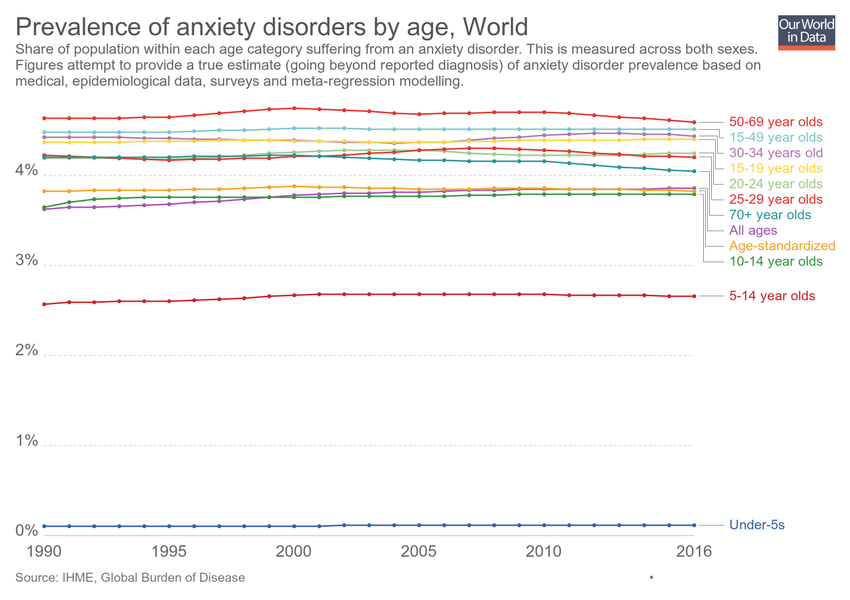 Prevalence of anxiety disorders by age, World
Our World
in Data
Share of population within each age category suffering from an anxiety disorder. This is measured across both sexes.
Figures attempt to provide a true estimate (going beyond reported diagnosis) of anxiety disorder prevalence based on
medical, epidemiological data, surveys and meta-regression modelling.
50-69 year olds
15-49 year olds
30-34 years old
15-19 year olds
20-24 year olds
25-29 year olds
70+ year olds
All ages
Age-standardized
10-14 year olds
5-14 year olds
Under-5s
4%
3%
2%
1%
0%
1990
1995
2000
2005
2010
2016
Source: IHME, Global Burden of Disease